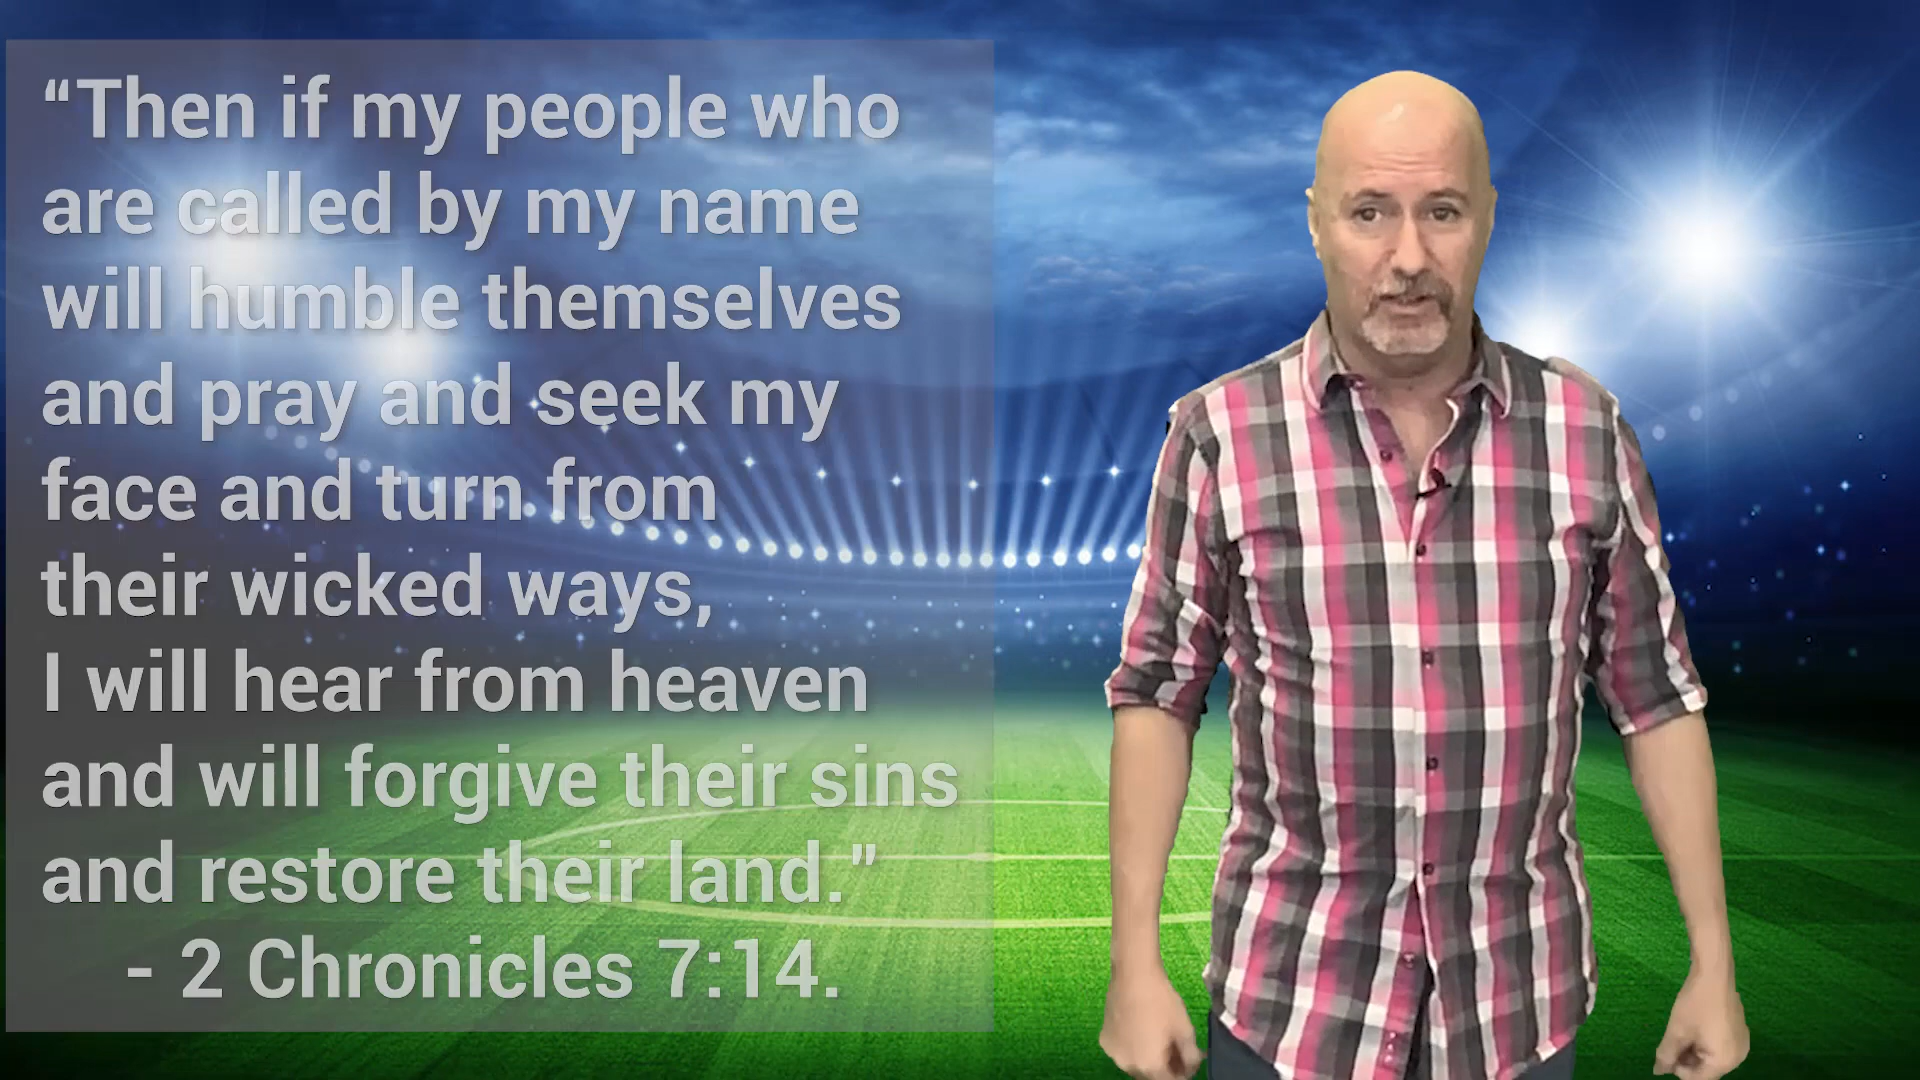 “Then if my people who
are called by my name
will humble themselves
and pray and seek my
face and turn from
their wicked ways,
I will hear from heaven
and will forgive their sins
and restore their land.”
- 2 Chronicles 7:14.